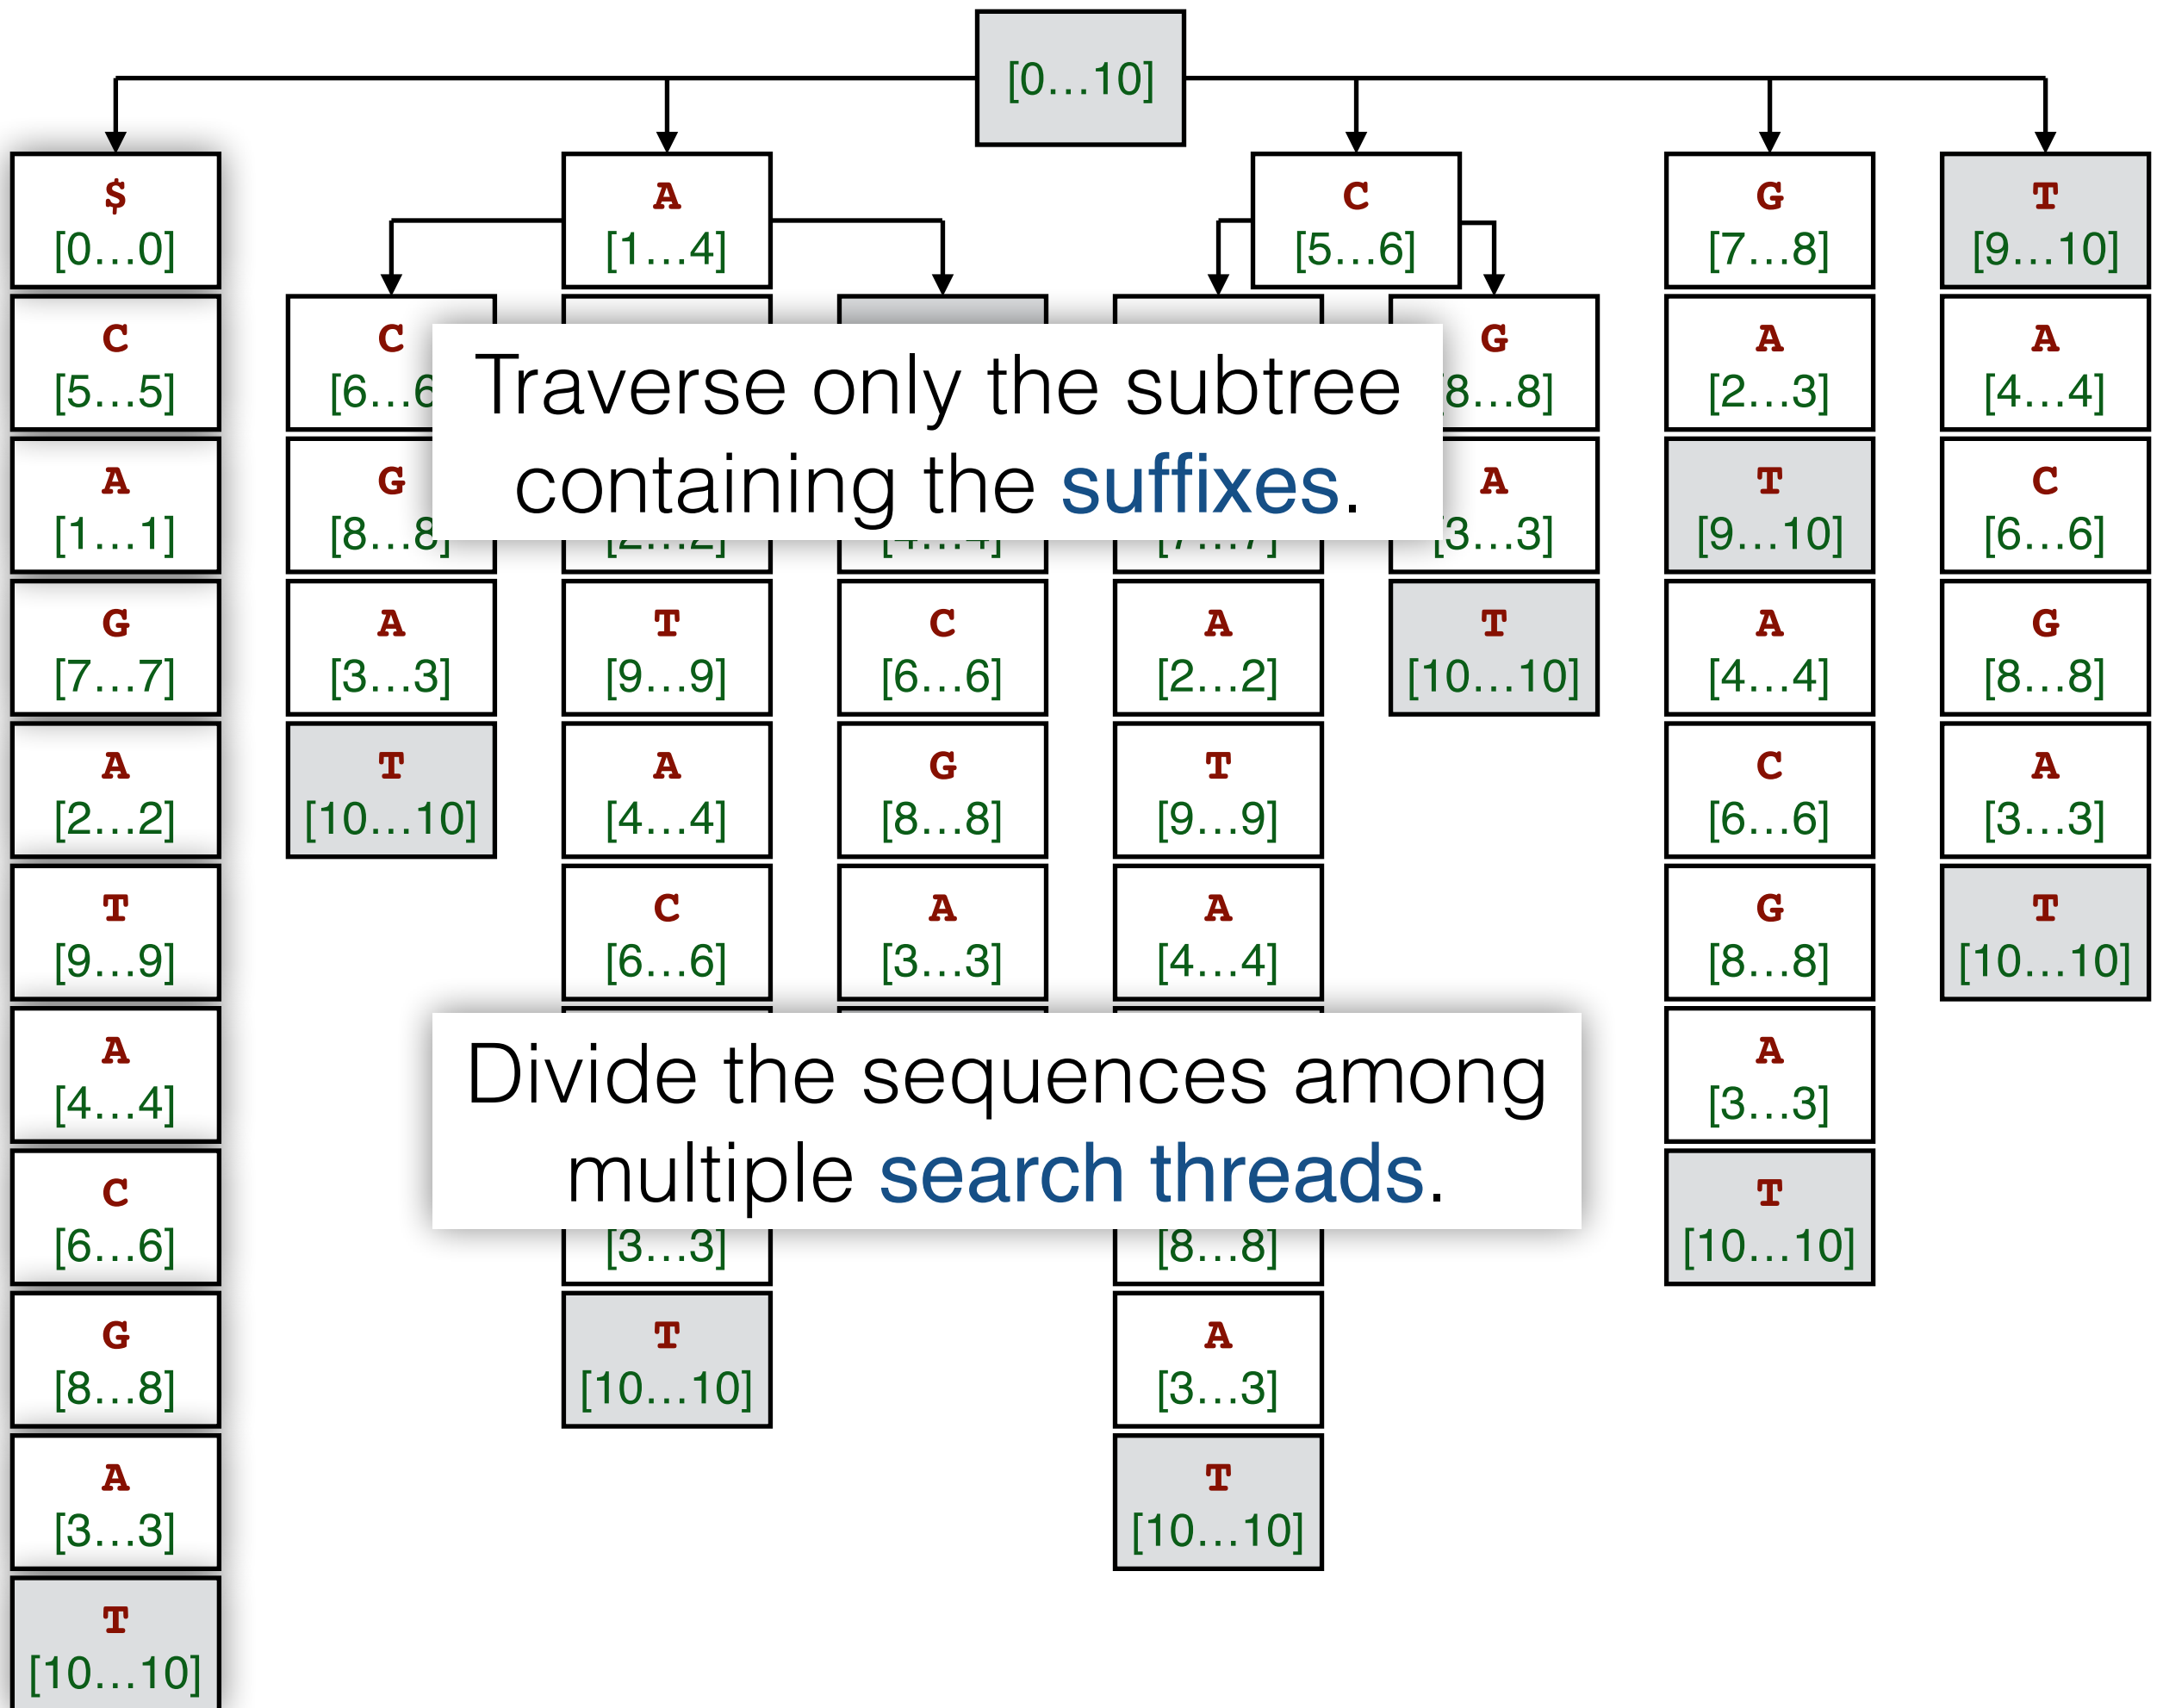 [0…10]
$
[0…0]
A
[1…4]
C
[5…6]
G
[7…8]
T
[9…10]
C
[5…5]
C
G
[8…8]
A
[2…3]
A
[4…4]
Traverse only the subtree
containing the suffixes.
A
[1…1]
G
[8…8]
A
[3…3]
T
[9…10]
C
[6…6]
G
[7…7]
A
[3…3]
T
[9…9]
C
[6…6]
A
[2…2]
T
[10…10]
A
[4…4]
G
[8…8]
A
[2…2]
T
[10…10]
A
[4…4]
G
[8…8]
T
[9…9]
C
[6…6]
A
[3…3]
T
[9…9]
C
[6…6]
A
[3…3]
A
[4…4]
G
[8…8]
T
[10…10]
A
[4…4]
A
[3…3]
Divide the sequences among
multiple search threads.
C
[6…6]
[3…3]
[8…8]
T
[10…10]
G
[8…8]
T
[10…10]
A
[3…3]
A
[3…3]
T
[10…10]
T
[10…10]